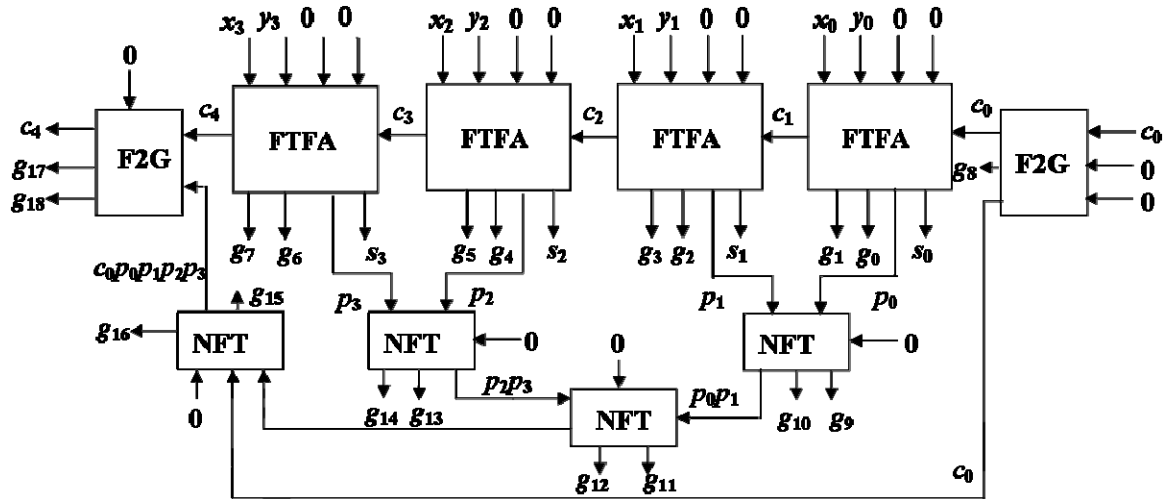 x3 y3 0 0 x2 y2 0 0 x1 y1 0 0 x0 y0 0 0
0
c4 c3 c2 c1 c0
c4 F2G FTFA FTFA FTFA FTFA F2G c0
g17 g8 0
g18 0
g7 g6 s3 g5 g4 s2 g3 g2 s1 g1 g0 s0
c0p0p1p2p3
g15 p3 p2 p1 p0
g16 NFT NFT 0 0 NFT 0
p2p3 p0p1
0 g14 g13 NFT g10 g9
g12 g11 c0